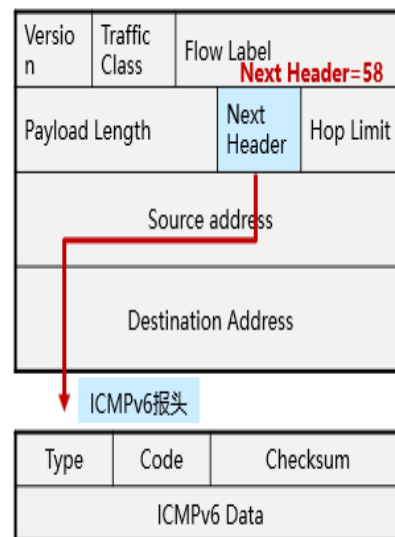 Versio Traffic
n Class Flow Label
Next Header=58
Payload Length Next Hop Limit
Header
Source address
Destination Address
ICMPv6报头
Type Code Checksum
ICMPv6 Data